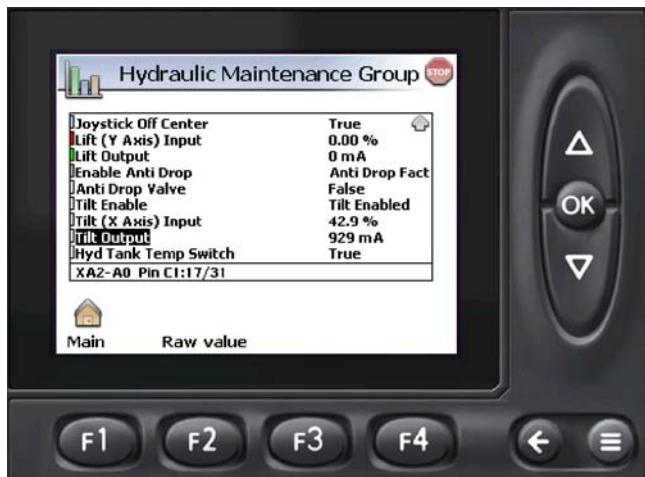 Hydraulic Maintenance Group STOP
Joystick Off Center True
Lift (Y Axis) Input 0.00 %
Lift Output 0 mA
Enable Anti Drop Anti Drop Fact
Anti Drop Valve False
Tilt Enable Tilt Enabled
Tilt (X Axis) Input 42.9 %
Tilt Output 929 mA
Hyd Tank Temp Switch True
XA2-A0 Pin C1:17/31
Main Raw value
OK
F1 F2 F3 F4